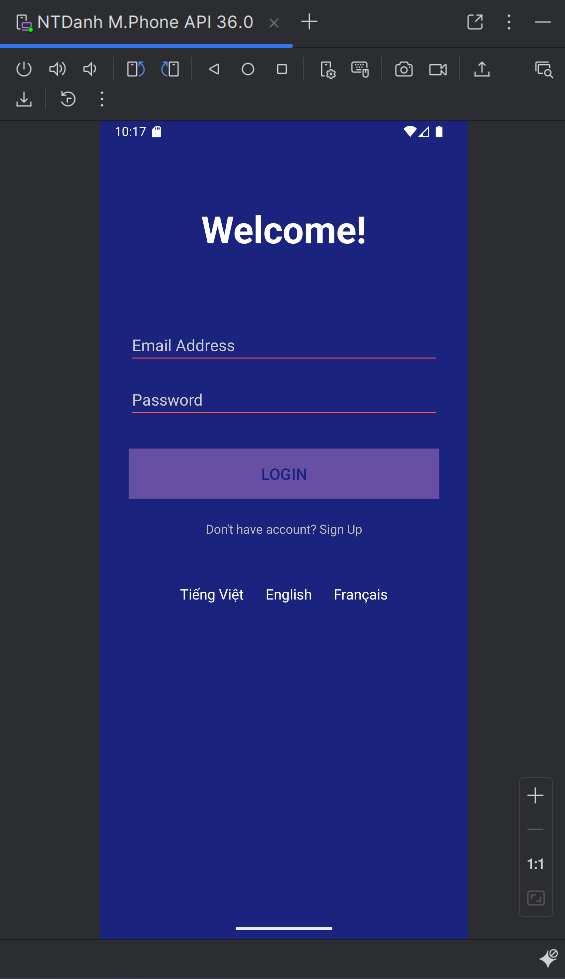 NTDanh M.Phone API 36.0
10:17
Welcome!
Email Address
Password
LOGIN
Don't have account? Sign Up
Tiếng Việt English Français
1:1